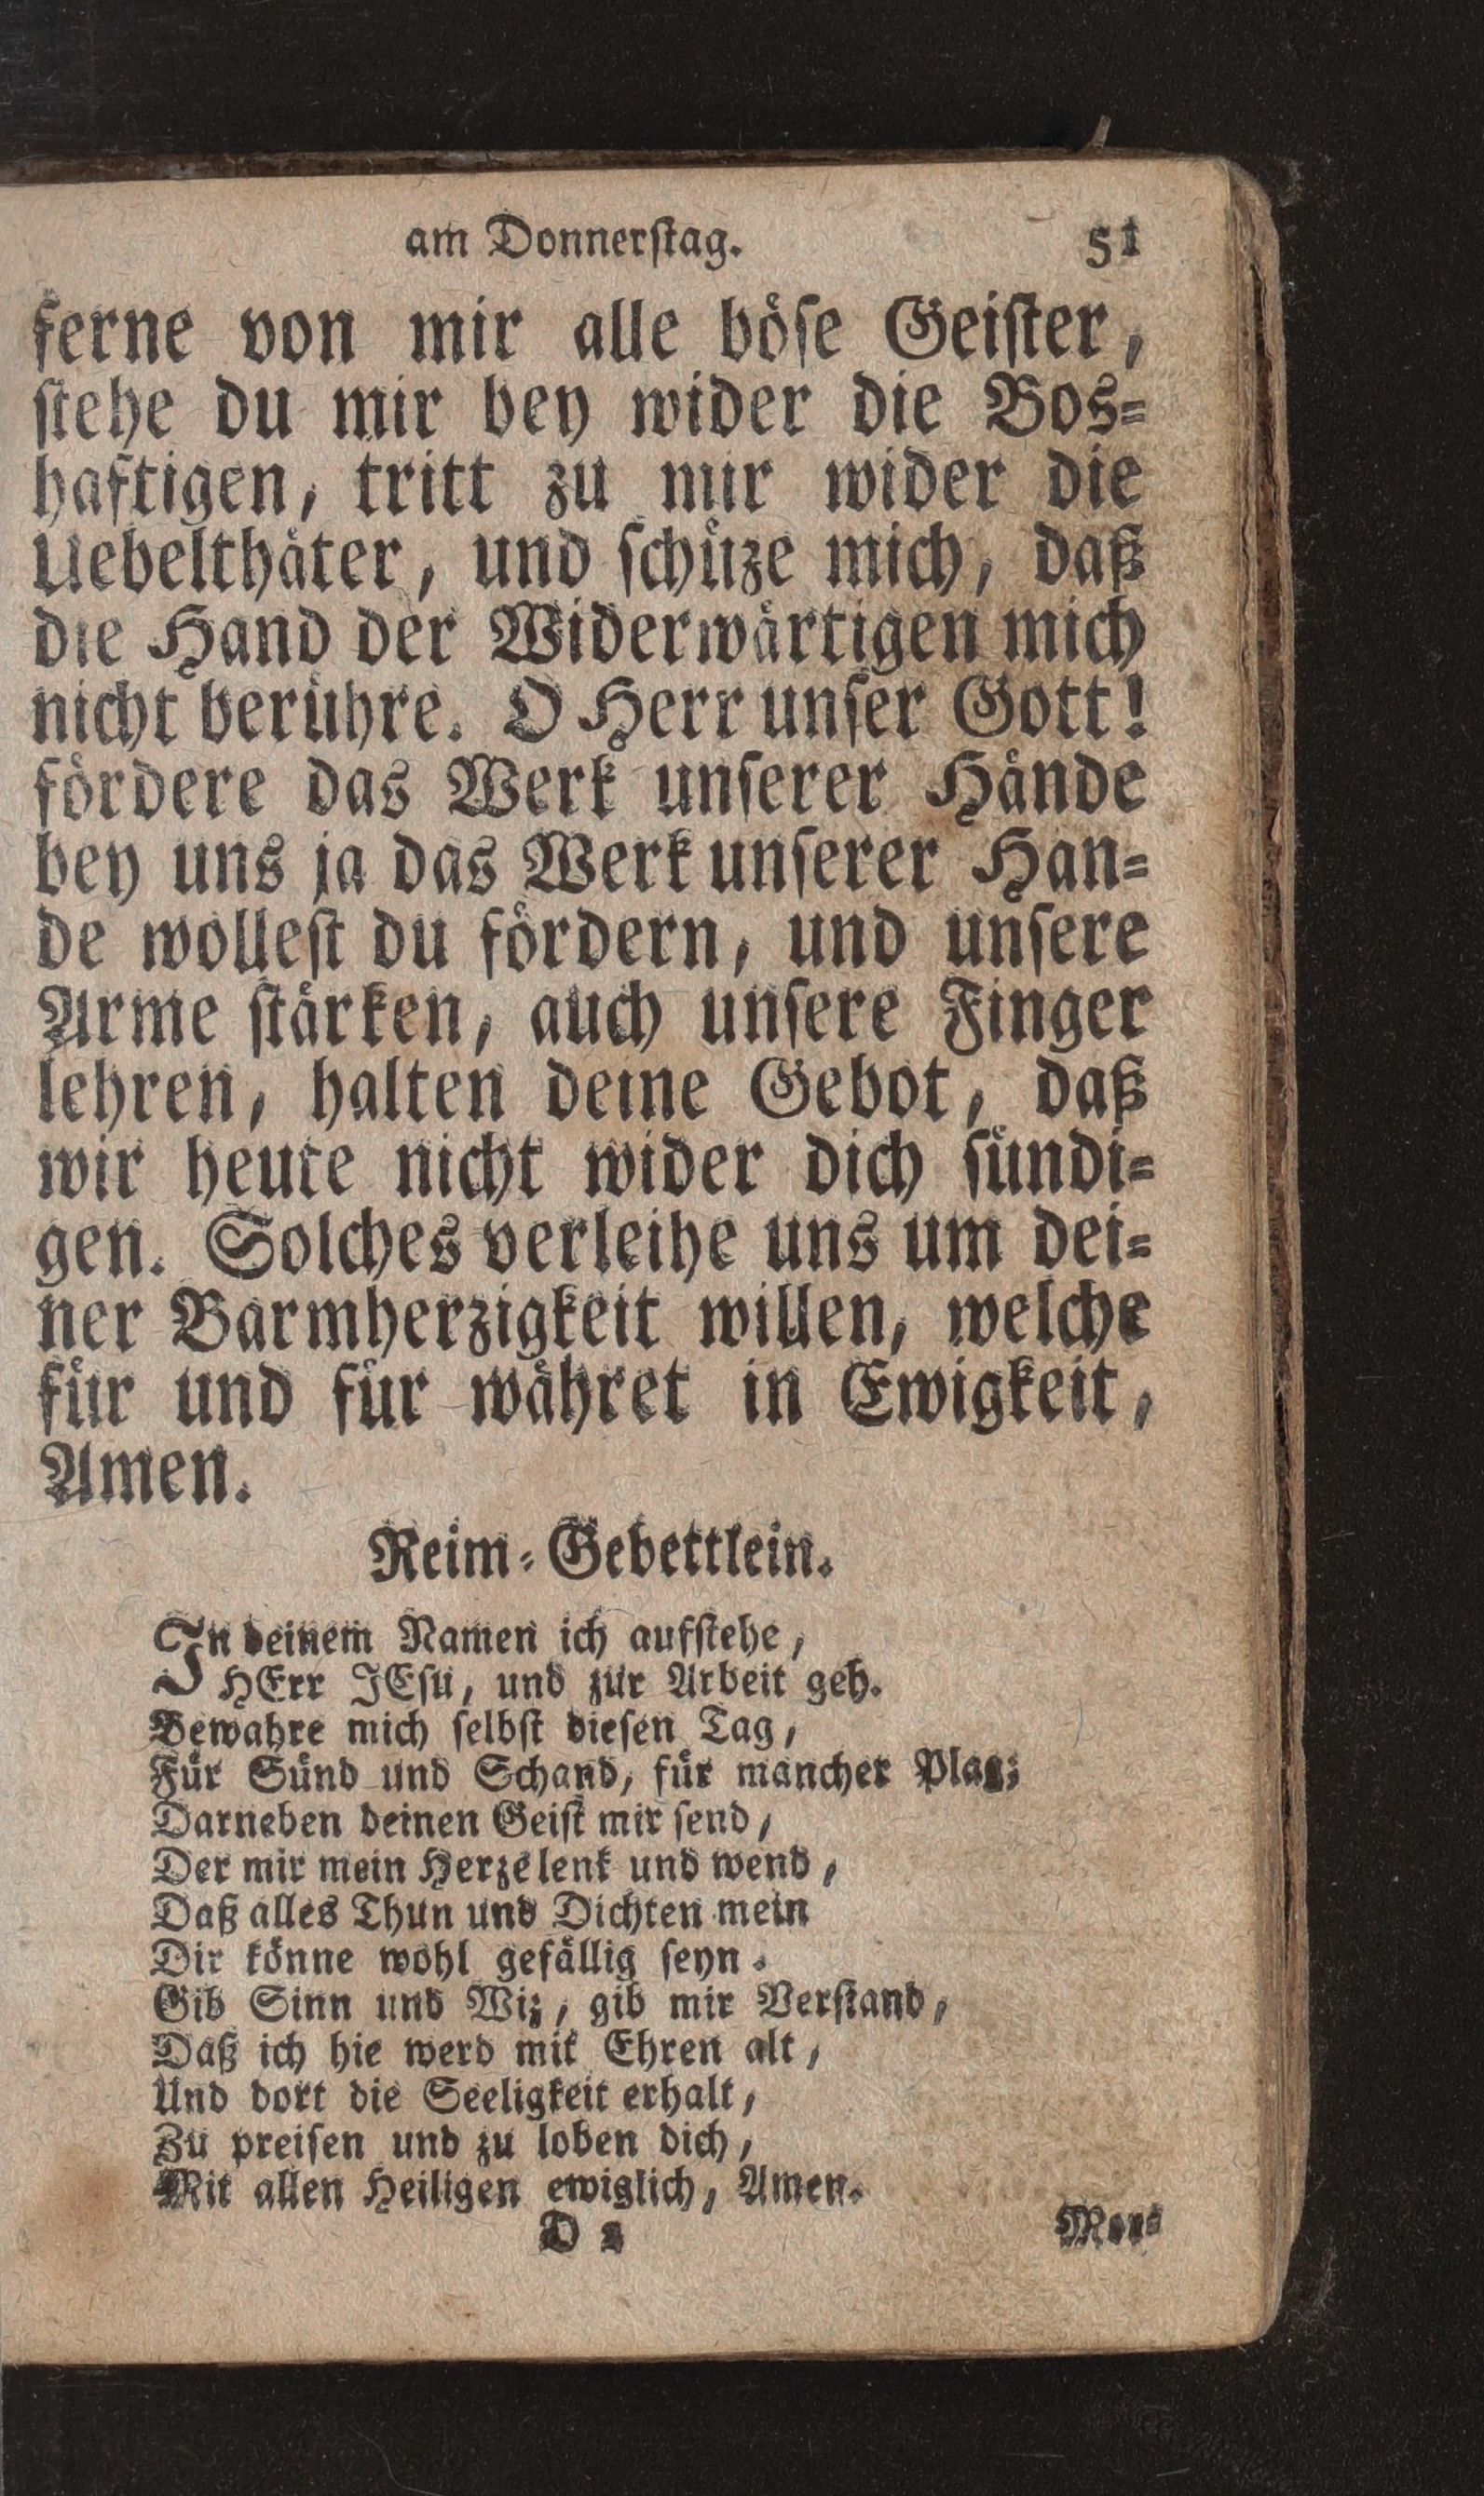 am Donnerſtag. 51
ferne von mir alle böſe Geiſter,
ſtehe du mir bey wider die Bos=
haftigen, tritt zu mir wider die
Uebelthäter, und ſchüze mich, daß
die Hand der Widerwärtigen mich
nicht berühre. O Herr unſer Gott!
fördere das Werk unſerer Hände
bey uns ja das Werk unſerer Hän=
de wolleſt du fördern, und unſere
Arme ſtärken, auch unſere Finger
lehren, halten deine Gebot, daß
wir heute nicht wider dich ſündi=
gen. Solches verleihe uns um dei=
ner Barmherzigkeit willen, welche
für und für währet in Ewigkeit,
Amen.
Reim=Gebettlein.
In deinem Namen ich aufſtehe,
HErr JEſu, und zur Arbeit geh.
Bewahre mich ſelbſt dieſen Tag,
Für Sünd und Schand, für mancher Plag;
Darneben deinen Geiſt mir ſend,
Der mir mein Herze lenk und wend,
Daß alles Thun und Dichten mein
Dir könne wohl gefällig ſeyn.
Gib Sinn und Wiz, gib mir Verſtand,
Daß ich hie werd mit Ehren alt,
Und dort die Seeligkeit erhalt,
Zu preiſen und zu loben dich,
Mit allen Heiligen ewiglich, Amen.
D 2 Mor=